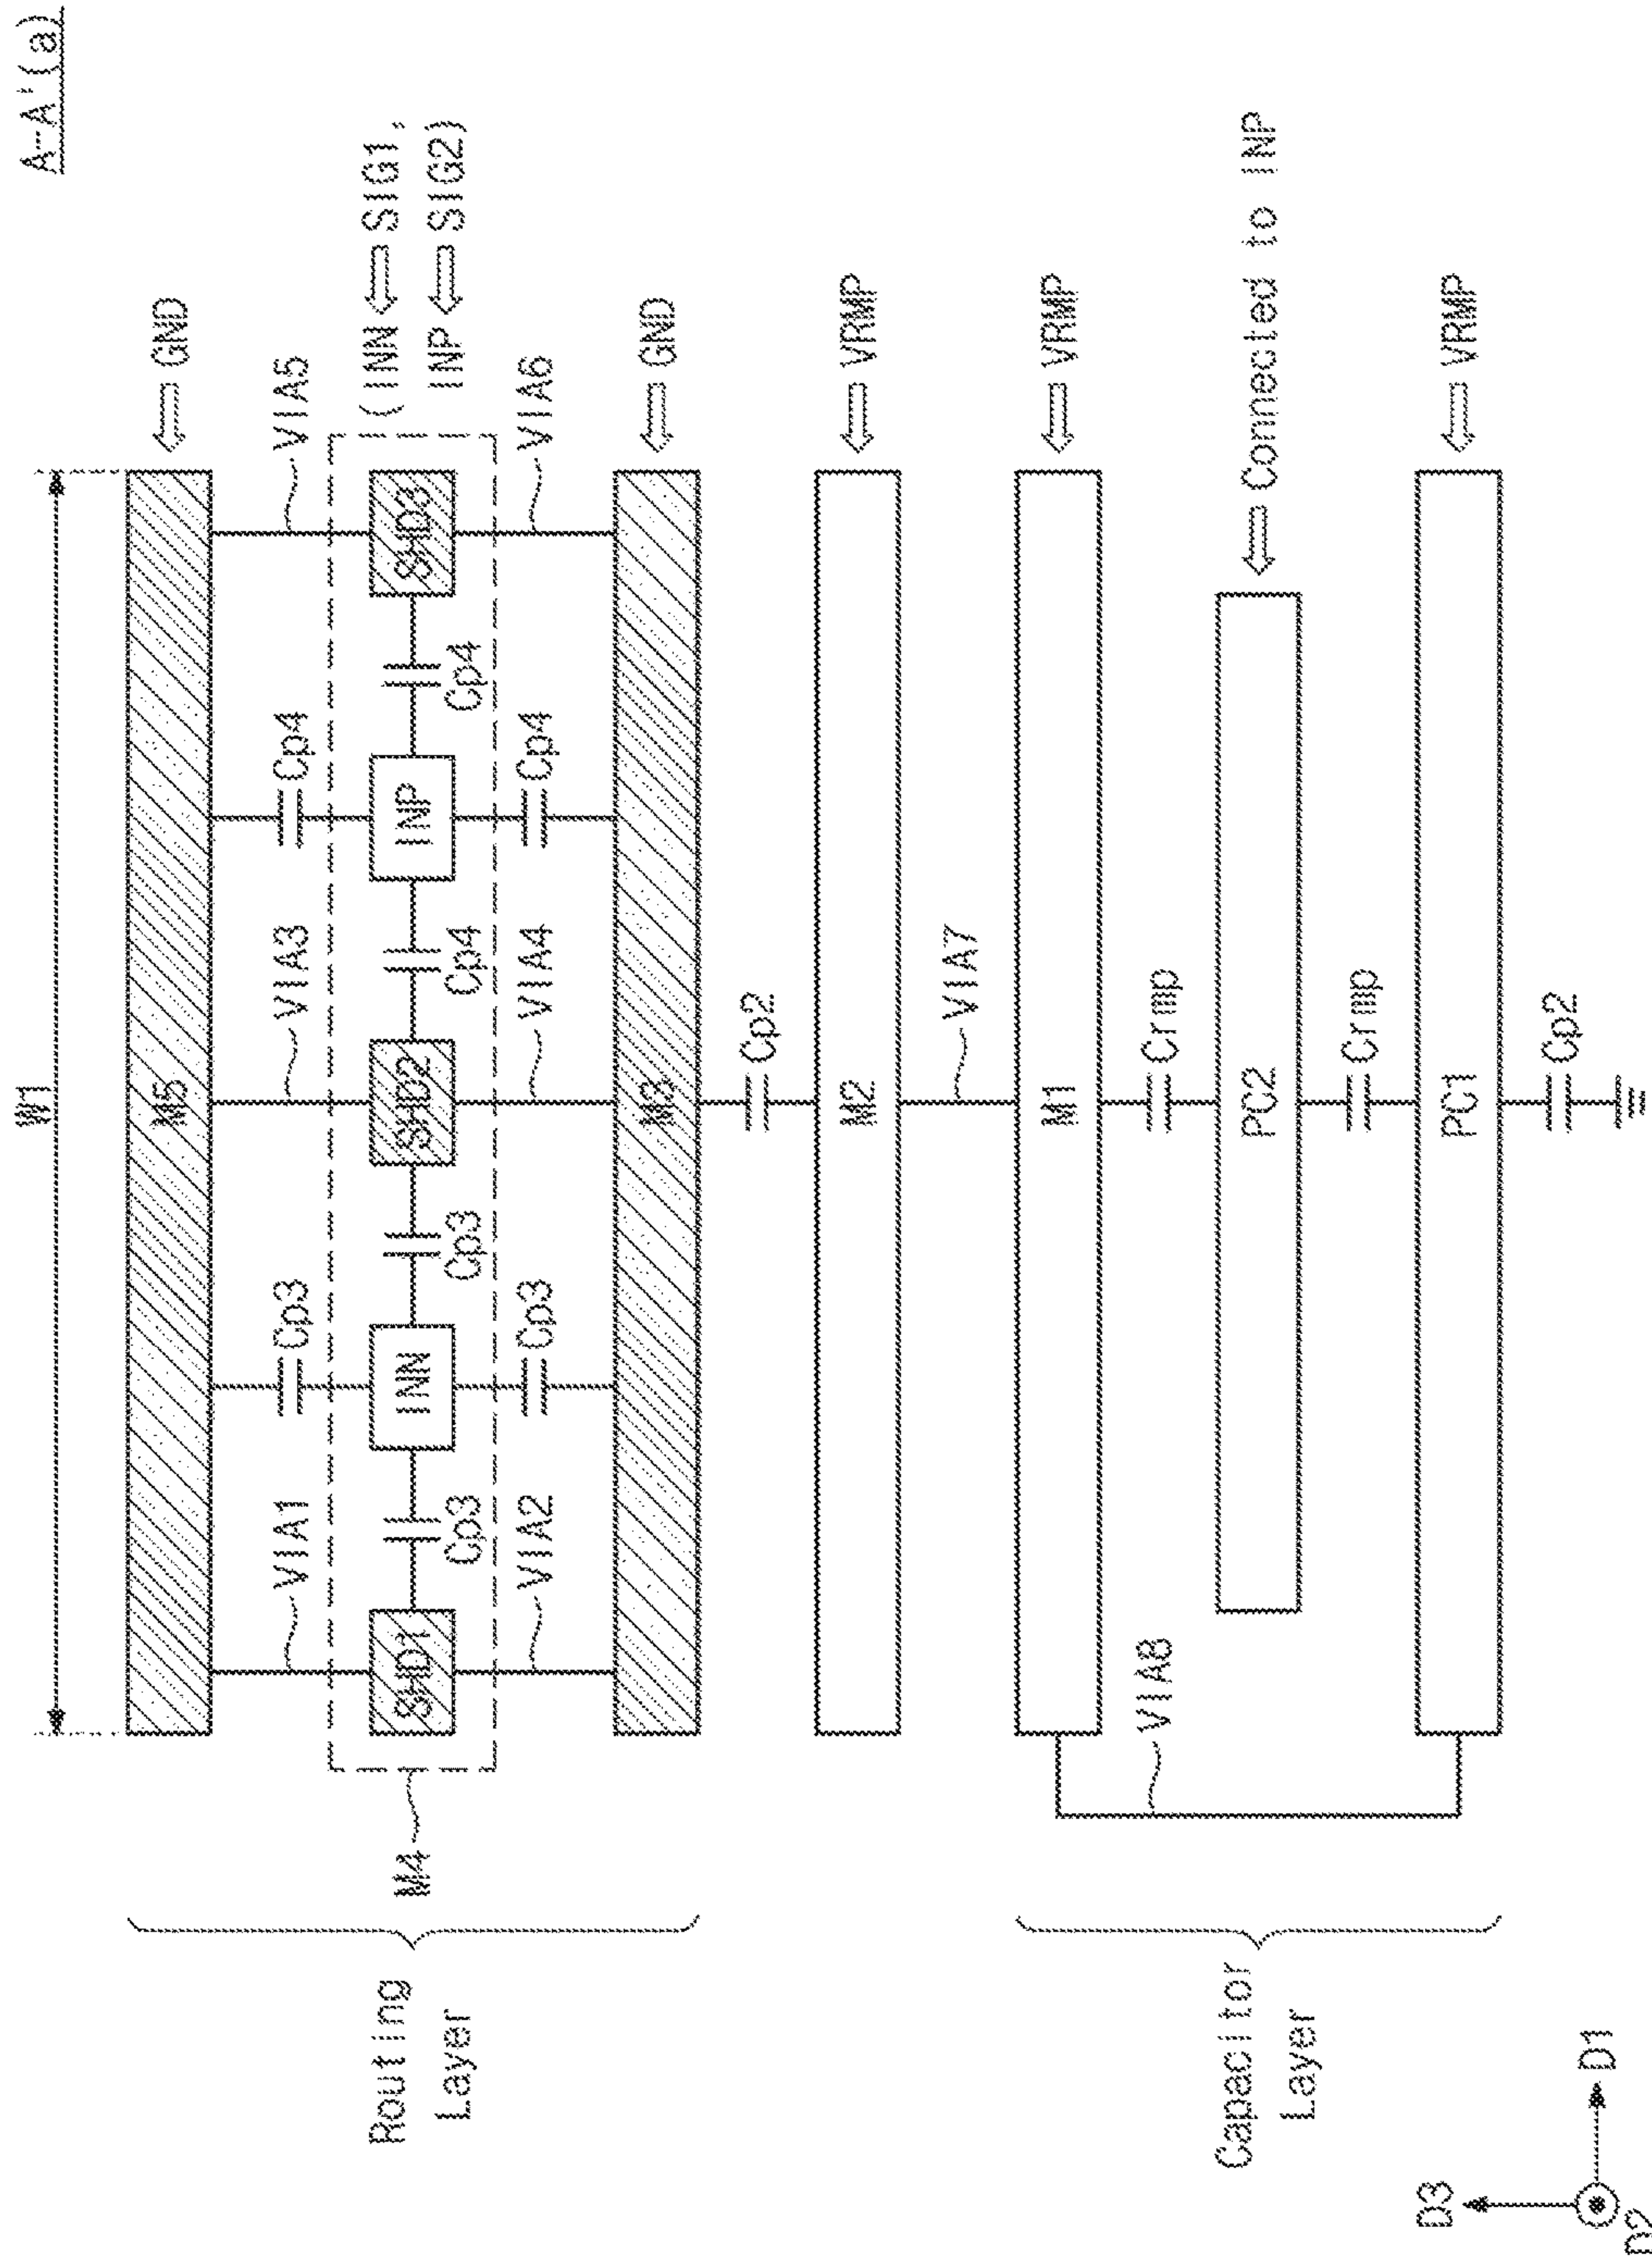 A-A'(a)
W1
M5
GND
VIA1
Cp3
VIA3
Cp4
VIA5
M4
SHD1
Cp3
INN
Cp3
SHD2
Cp4
INP
Cp4
SHD3
(INN SIG1,
INP SIG2)
VIA2
Cp3
VIA4
Cp4
VIA6
M3
GND
Routing
Layer
Cp2
M2
VRMP
VIA7
M1
VRMP
VIA8
Crmp
PC2
Connected to INP
Crmp
PC1
VRMP
Cp2
Capacitor
Layer
D3
D1
D2